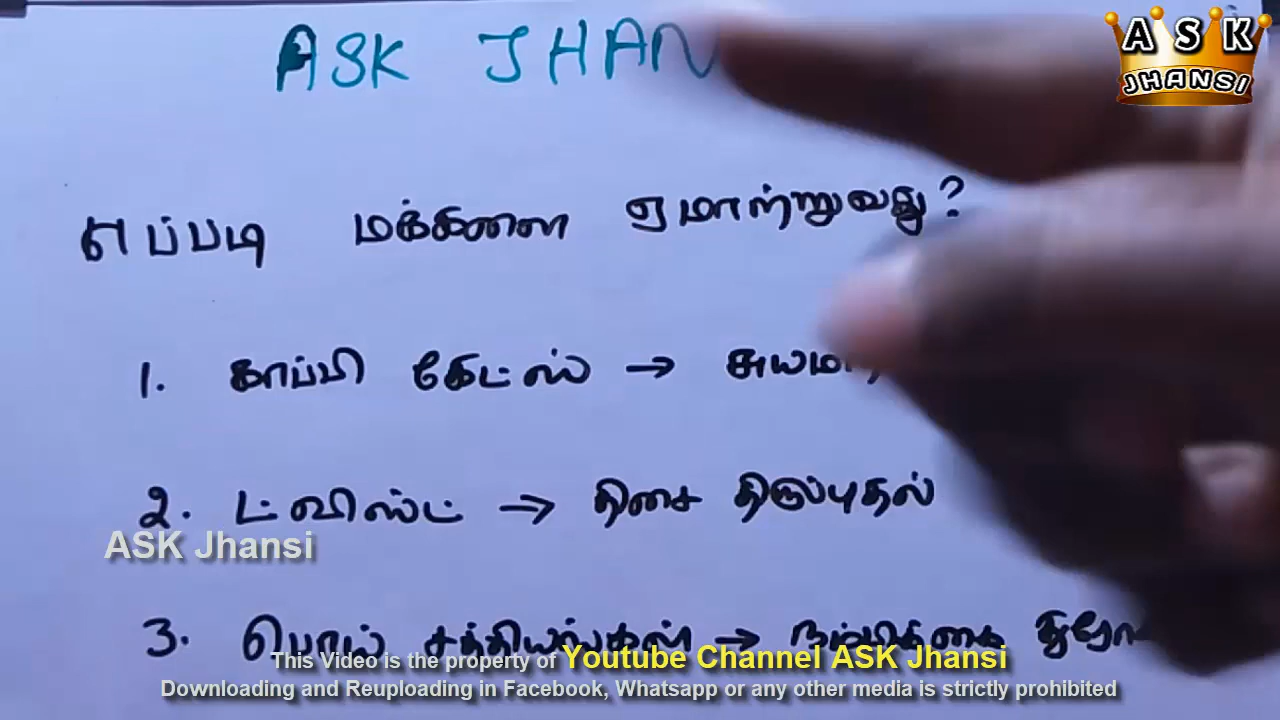 ASK JHAN
ASK
JHANSI
எப்படி மக்களை ஏமாற்றுவது?
1. காப்பி கேட்ஸ் →
2. ட்விஸ்ட் → திசை திருப்புதல்
ASK Jhansi
3. பொய் சத்தியங்கள் → நம்பிக்கை
This Video is the property of Youtube Channel ASK Jhansi
Downloading and Reuploading in Facebook, Whatsapp or any other media is strictly prohibited